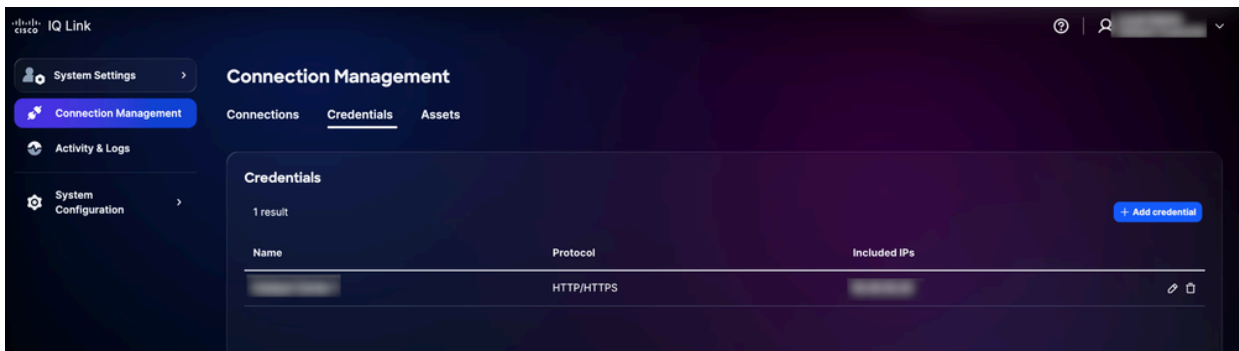 cisco IQ Link
System Settings
Connection Management
Activity & Logs
System
Configuration
Connection Management
Connections Credentials Assets
Credentials
1 result
+ Add credential
Name Protocol Included IPs
HTTP/HTTPS